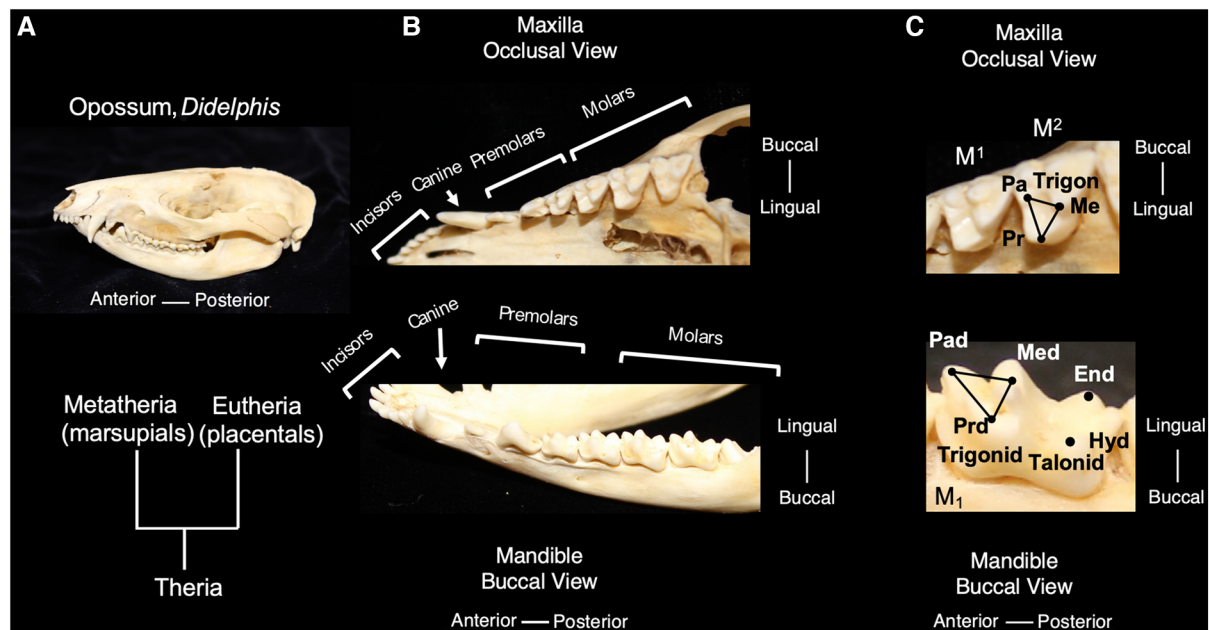 A
Opossum, Didelphis
Anterior — Posterior
Metatheria
(marsupials)
Eutheria
(placentals)
Theria
B
Maxilla
Occlusal View
Incisors
Canine
Premolars
Molars
Buccal
Lingual
Incisors
Canine
Premolars
Molars
Lingual
Buccal
Mandible
Buccal View
Anterior — Posterior
C
Maxilla
Occlusal View
M²
M¹
Pa Trigon
Me
Pr
Buccal
Lingual
Pad
Med
End
Prd
Hyd
Trigonid
Talonid
M₁
Lingual
Buccal
Mandible
Buccal View
Anterior — Posterior